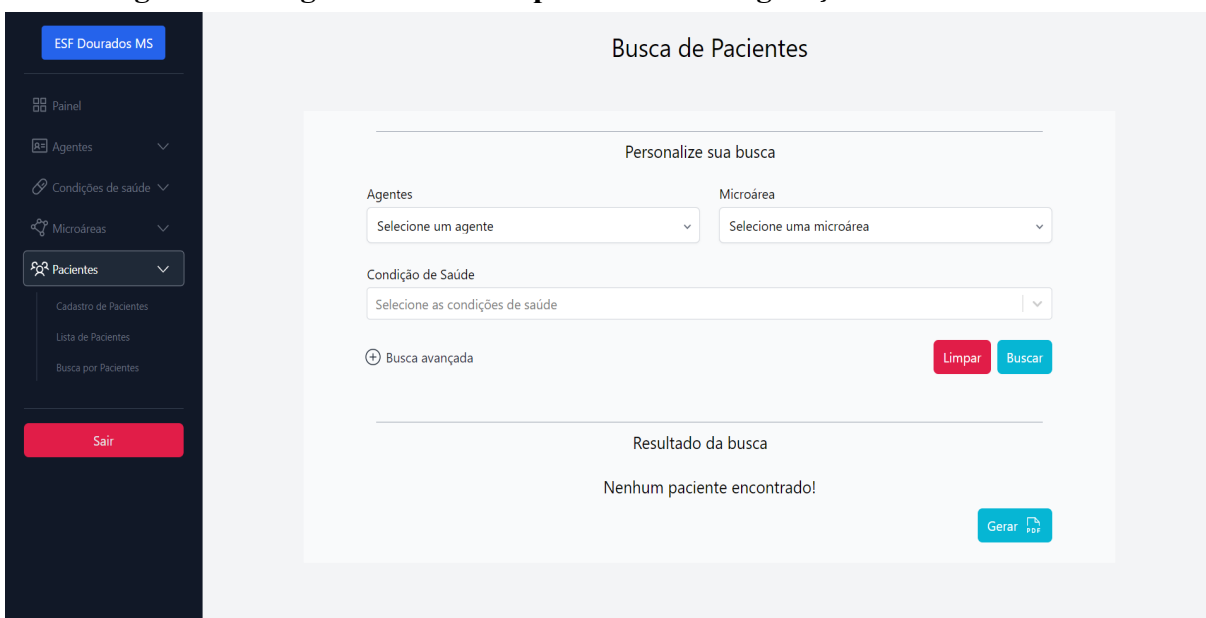 ESF Dourados MS
Painel
Agentes
Condições de saúde
Microáreas
Pacientes
Cadastro de Pacientes
Lista de Pacientes
Busca por Pacientes
Sair
Busca de Pacientes
Personalize sua busca
Agentes Microárea
Selecione um agente Selecione uma microárea
Condição de Saúde
Selecione as condições de saúde
Busca avançada Limpar Buscar
Resultado da busca
Nenhum paciente encontrado!
Gerar PDF